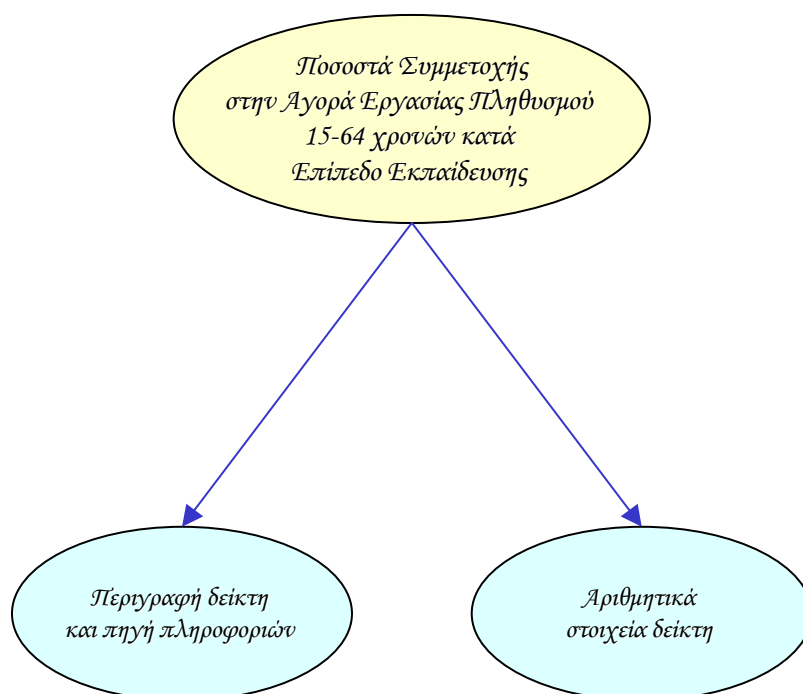 Ποσοστά Συμμετοχής
στην Αγορά Εργασίας Πληθυσμού
15-64 χρονών κατά
Επίπεδο Εκπαίδευσης
Περιγραφή δείκτη
και πηγή πληροφοριών
Αριθμητικά
στοιχεία δείκτη